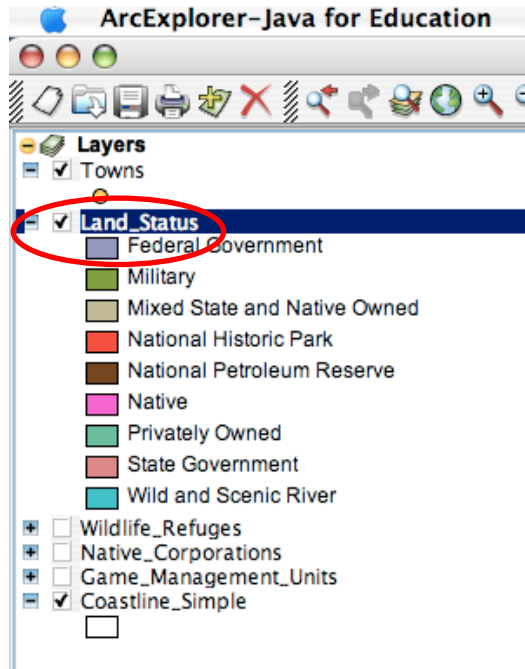 ArcExplorer-Java for Education
Layers
Towns
Land_Status
Federal Government
Military
Mixed State and Native Owned
National Historic Park
National Petroleum Reserve
Native
Privately Owned
State Government
Wild and Scenic River
Wildlife_Refuges
Native_Corporations
Game_Management_Units
Coastline_Simple